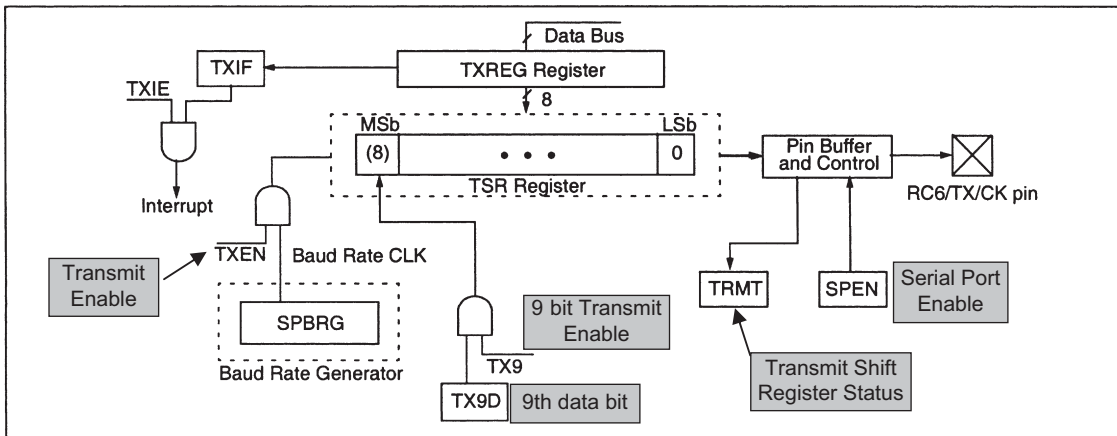 Data Bus
TXIF
TXREG Register
TXIE
8
MSb
LSb
(8)
• • •
0
Pin Buffer
and Control
TSR Register
RC6/TX/CK pin
Interrupt
TXEN
Baud Rate CLK
Transmit
Enable
TRMT
SPEN
Serial Port
Enable
SPBRG
9 bit Transmit
Enable
TX9
Baud Rate Generator
TX9D
9th data bit
Transmit Shift
Register Status